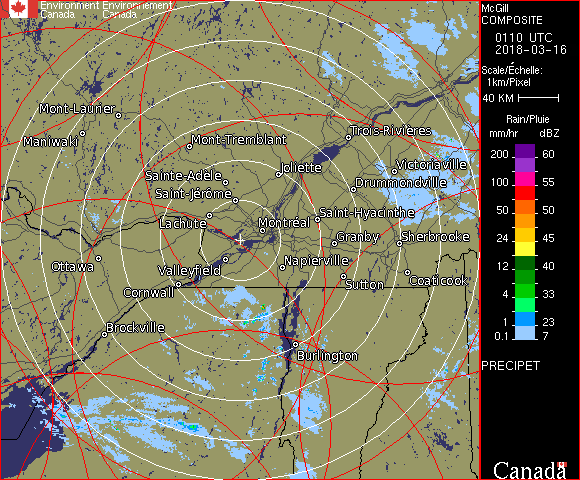 Environment Environnement
Canada Canada
McGill
COMPOSITE
0110 UTC
2018-03-16
Scale/Échelle:
1km/Pixel
40 KM
Rain/Pluie
mm/hr dBZ
200 60
100 55
50 50
24 45
12 40
4 33
1 23
0.1 7
PRECIPET
Canada
Mont-Laurier
Maniwaki
Mont-Tremblant
Trois-Rivières
Joliette
Victoriaville
Sainte-Adèle
Drummondville
Saint-Jérôme
Saint-Hyacinthe
Lachute
Montréal
Granby
Sherbrooke
Ottawa
Valleyfield
Napierville
Cornwall
Sutton
Coaticook
Brockville
Burlington